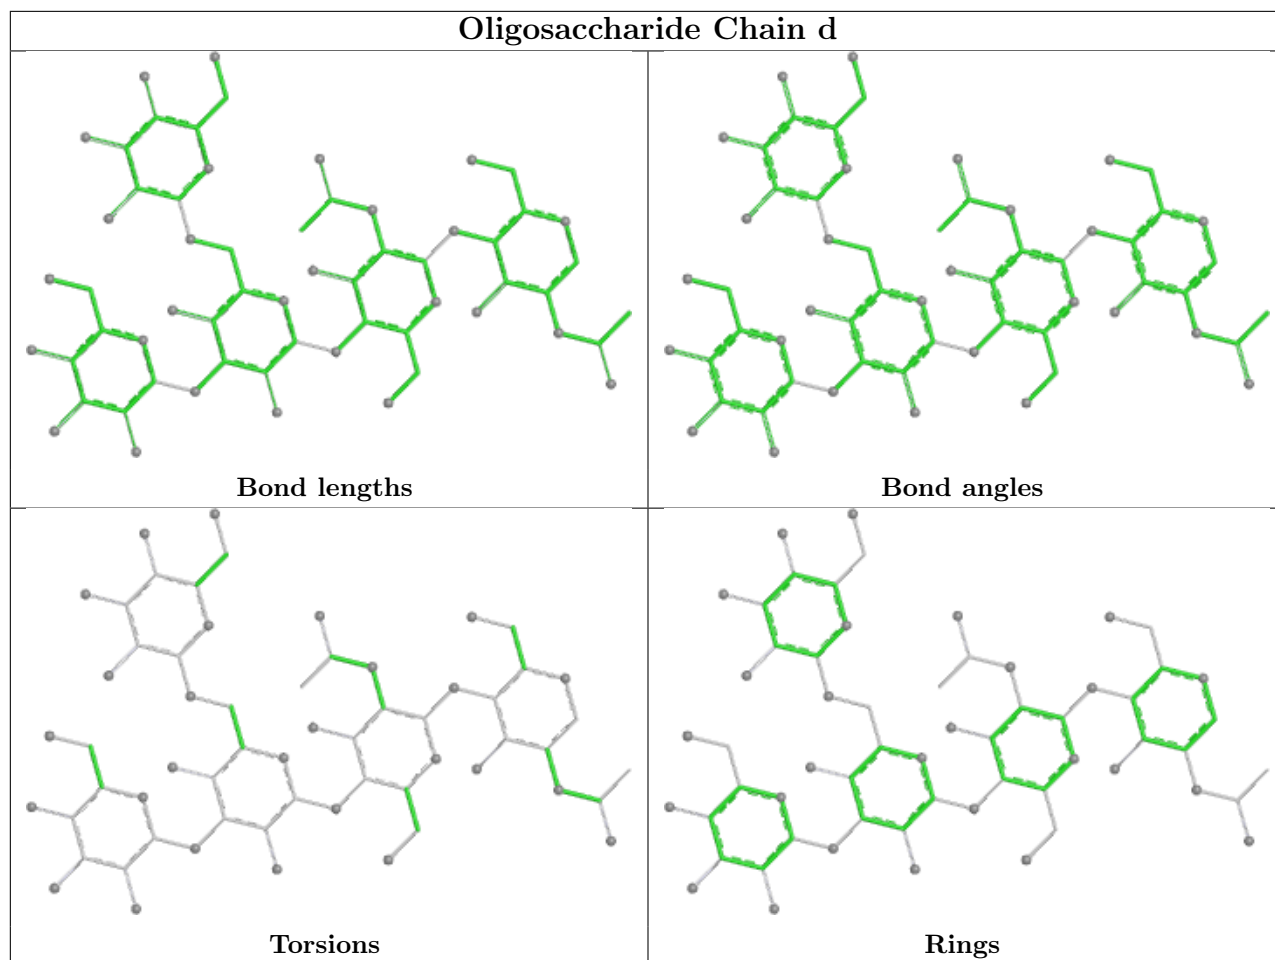 Oligosaccharide Chain d
Bond lengths
Bond angles
Torsions
Rings